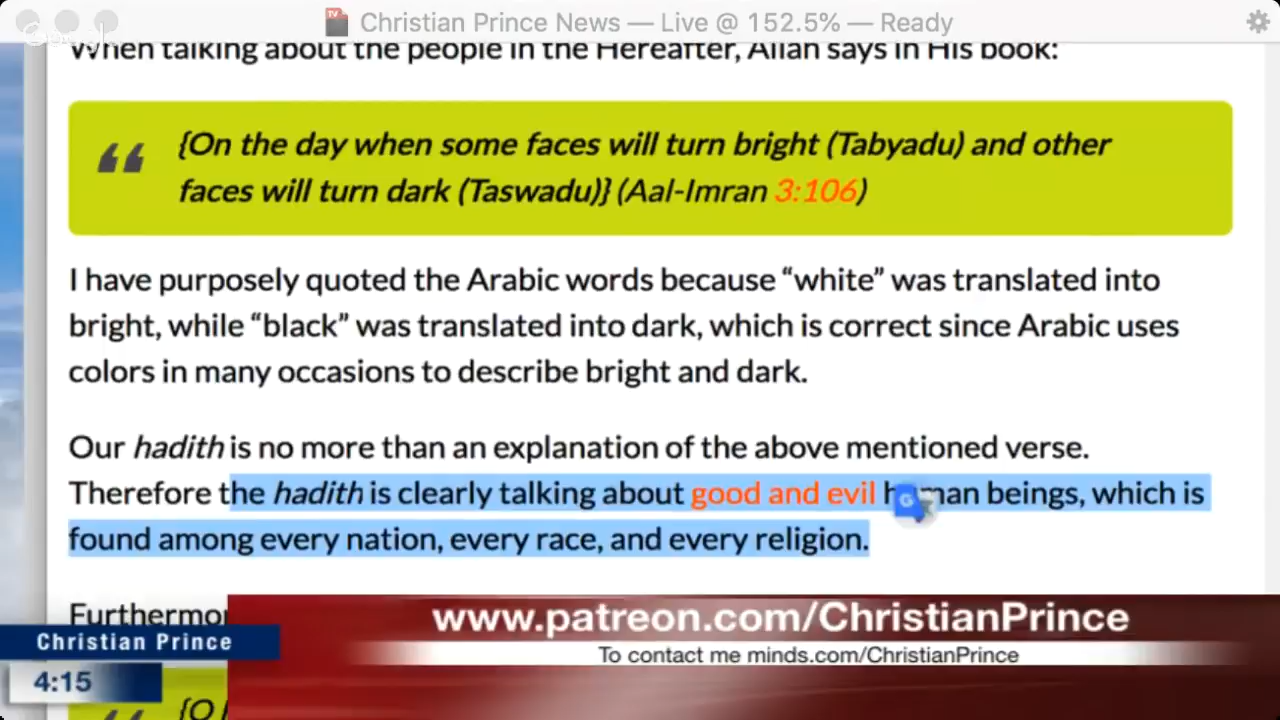 Christian Prince News — Live @ 152.5% — Ready
Google
When talking about the people in the Hereafter, Allah says in His book:
{On the day when some faces will turn bright (Tabyadu) and other
faces will turn dark (Taswadu)} (Aal-Imran 3:106)
I have purposely quoted the Arabic words because “white” was translated into
bright, while “black” was translated into dark, which is correct since Arabic uses
colors in many occasions to describe bright and dark.
Our hadith is no more than an explanation of the above mentioned verse.
Therefore the hadith is clearly talking about good and evil human beings, which is
found among every nation, every race, and every religion.
www.patreon.com/ChristianPrince
Christian Prince
To contact me minds.com/ChristianPrince
4:15